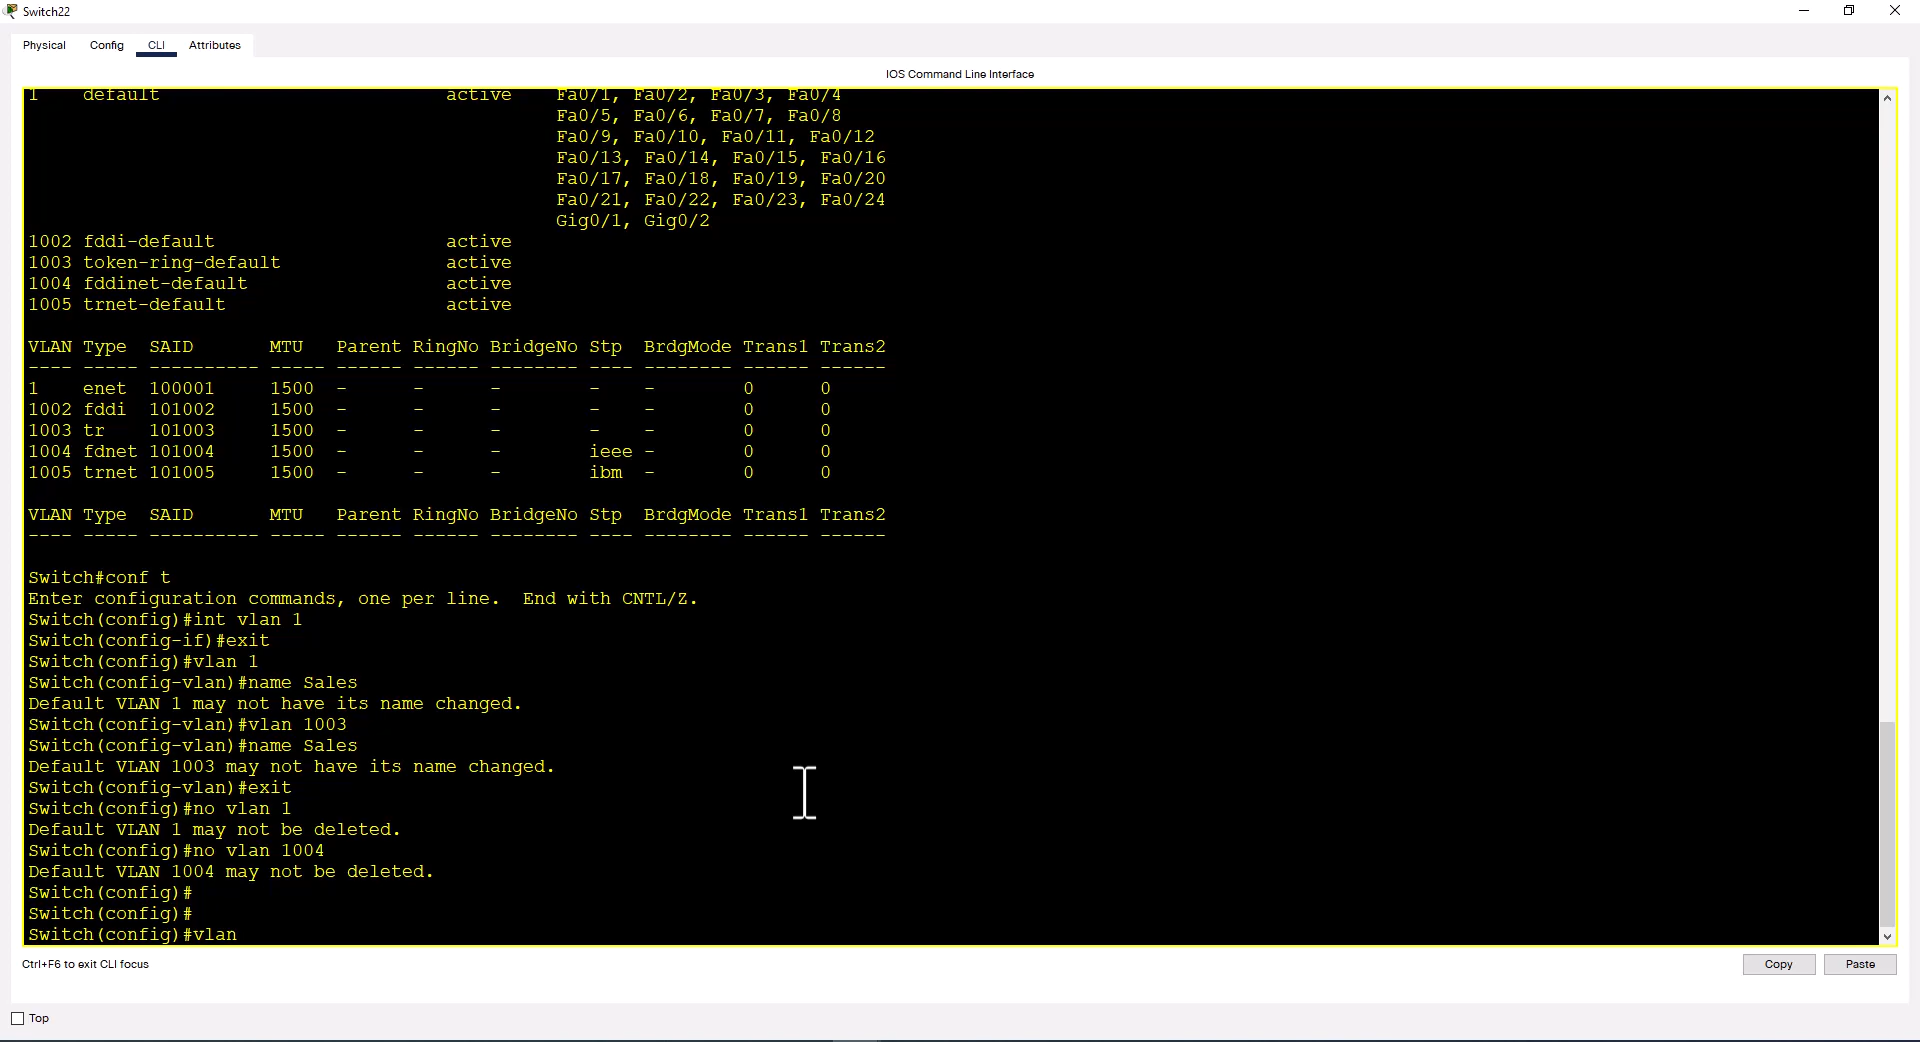 Switch22
Physical Config CLI Attributes
IOS Command Line Interface
1    default                          active    Fa0/1, Fa0/2, Fa0/3, Fa0/4
                                                Fa0/5, Fa0/6, Fa0/7, Fa0/8
                                                Fa0/9, Fa0/10, Fa0/11, Fa0/12
                                                Fa0/13, Fa0/14, Fa0/15, Fa0/16
                                                Fa0/17, Fa0/18, Fa0/19, Fa0/20
                                                Fa0/21, Fa0/22, Fa0/23, Fa0/24
                                                Gig0/1, Gig0/2
1002 fddi-default                     active
1003 token-ring-default               active
1004 fddinet-default                  active
1005 trnet-default                    active
VLAN Type  SAID       MTU   Parent RingNo BridgeNo Stp  BrdgMode Trans1 Trans2
---- ----- ---------- ----- ------ ------ -------- ---- -------- ------ ------
1    enet  100001     1500  -      -      -        -    -        0      0
1002 fddi  101002     1500  -      -      -        -    -        0      0
1003 tr    101003     1500  -      -      -        -    -        0      0
1004 fdnet 101004     1500  -      -      -        ieee -        0      0
1005 trnet 101005     1500  -      -      -        ibm  -        0      0
VLAN Type  SAID       MTU   Parent RingNo BridgeNo Stp  BrdgMode Trans1 Trans2
---- ----- ---------- ----- ------ ------ -------- ---- -------- ------ ------
Switch#conf t
Enter configuration commands, one per line.  End with CNTL/Z.
Switch(config)#int vlan 1
Switch(config-if)#exit
Switch(config)#vlan 1
Switch(config-vlan)#name Sales
Default VLAN 1 may not have its name changed.
Switch(config-vlan)#vlan 1003
Switch(config-vlan)#name Sales
Default VLAN 1003 may not have its name changed.
Switch(config-vlan)#exit
Switch(config)#no vlan 1
Default VLAN 1 may not be deleted.
Switch(config)#no vlan 1004
Default VLAN 1004 may not be deleted.
Switch(config)#
Switch(config)#
Switch(config)#vlan
Ctrl+F6 to exit CLI focus
Copy Paste
Top